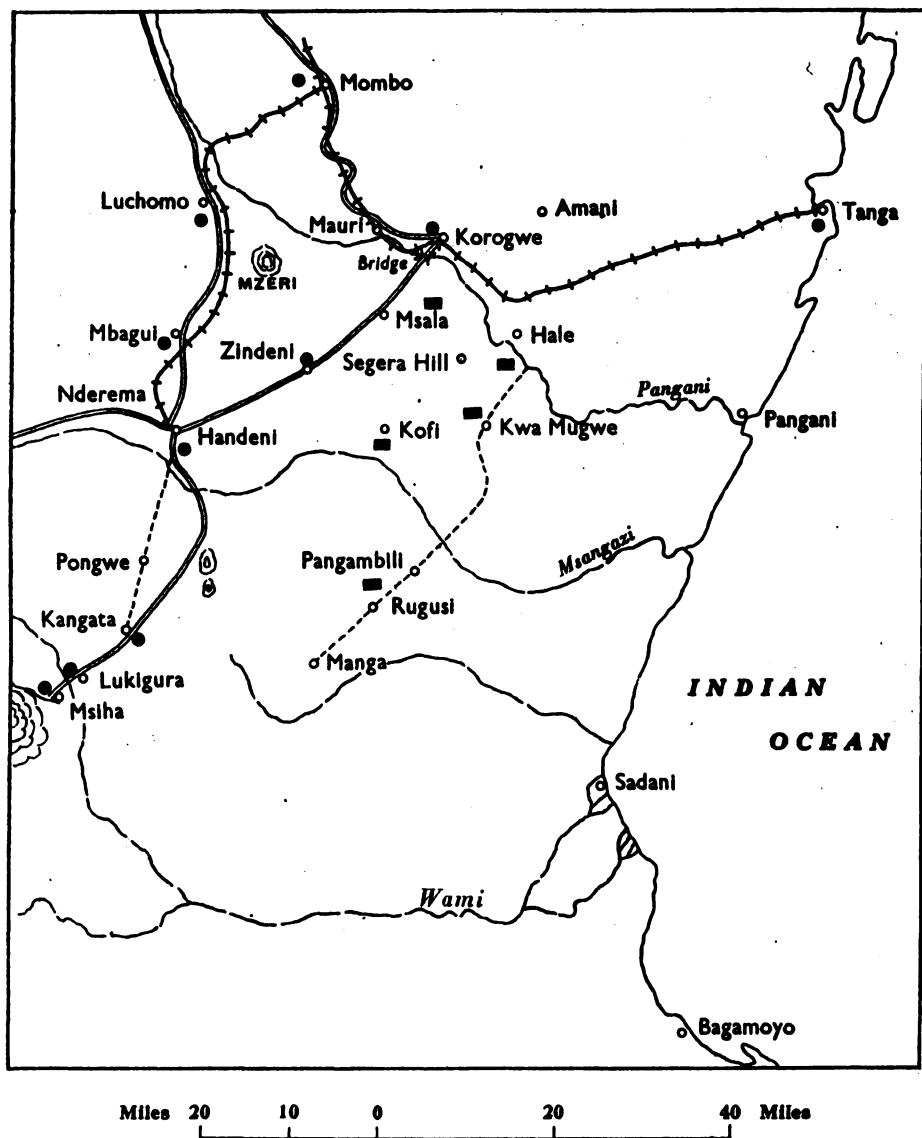 Mombo
Luchomo
Amani
Tanga
Mauri
Korogwe
Bridge
MZERI
Msala
Mbagui
Hale
Zindeni
Segera Hill
Nderema
Pangani
Pangani
Handeni
Kofi
Kwa Mugwe
Msangazi
Pongwe
Pangambili
Kangata
Rugusi
Manga
Lukigura
Msiha
INDIAN
OCEAN
Sadani
Wami
Bagamoyo
Miles 20 10 0 20 40 Miles